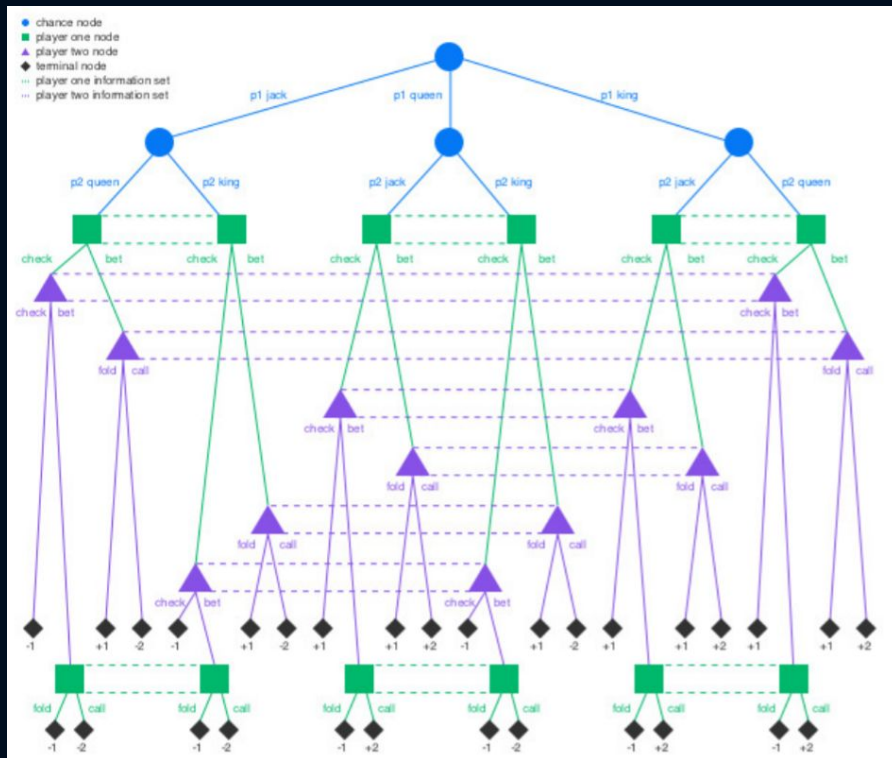 chance node
player one node
player two node
terminal node
player one information set
player two information set
p1 jack p1 queen p1 king
p2 queen p2 king p2 jack p2 king p2 jack p2 queen
check bet check bet check bet check bet check bet check bet
check bet check bet
fold call fold call
check bet check bet
fold call fold call
fold call fold call
check bet check bet
-1 +1 -2 -1 +1 -2 +1 +1 +2 -1 +1 -2 +1 +1 +2 +1 +1 +2
fold call fold call fold call fold call fold call fold call
-1 -2 -1 -2 -1 +2 -1 -2 -1 +2 -1 +2